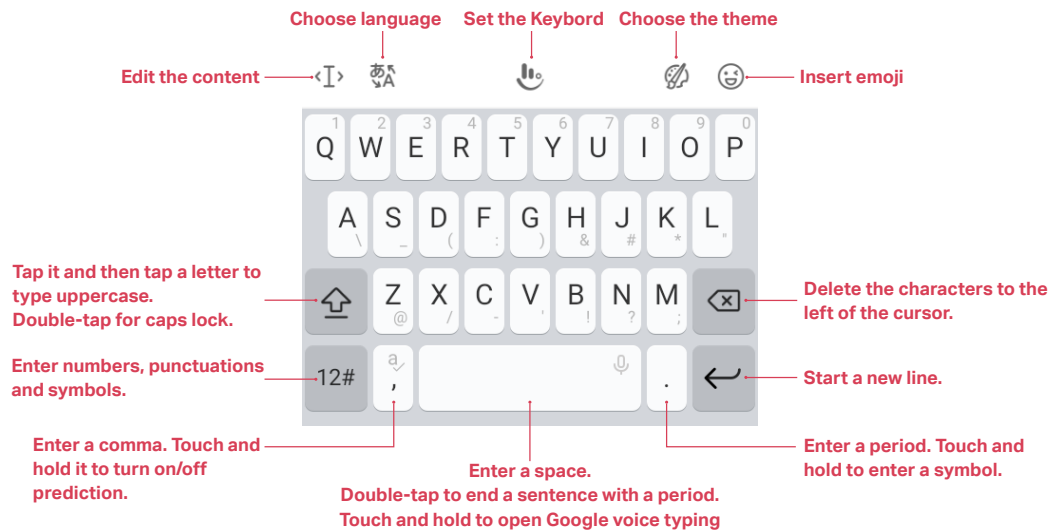 Choose language Set the Keybord Choose the theme
Edit the content Insert emoji
1 2 3 4 5 6 7 8 9 0
Q W E R T Y U I O P
A S D F G H J K L
\ _ ( : ) & # * "
Tap it and then tap a letter to
type uppercase.
Double-tap for caps lock.
Z X C V B N M
@ / - ' ! ? ;
Delete the characters to the
left of the cursor.
Enter numbers, punctuations
and symbols.
12# a , .
Start a new line.
Enter a comma. Touch and
hold it to turn on/off
prediction.
Enter a space.
Double-tap to end a sentence with a period.
Touch and hold to open Google voice typing
Enter a period. Touch and
hold to enter a symbol.